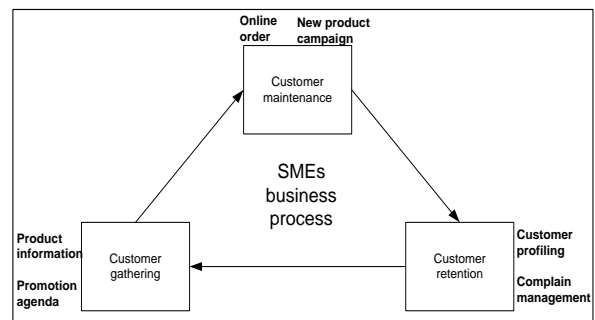 Online
order
New product
campaign
Customer
maintenance
SMEs
business
process
Product
information
Promotion
agenda
Customer
gathering
Customer
retention
Customer
profiling
Complain
management